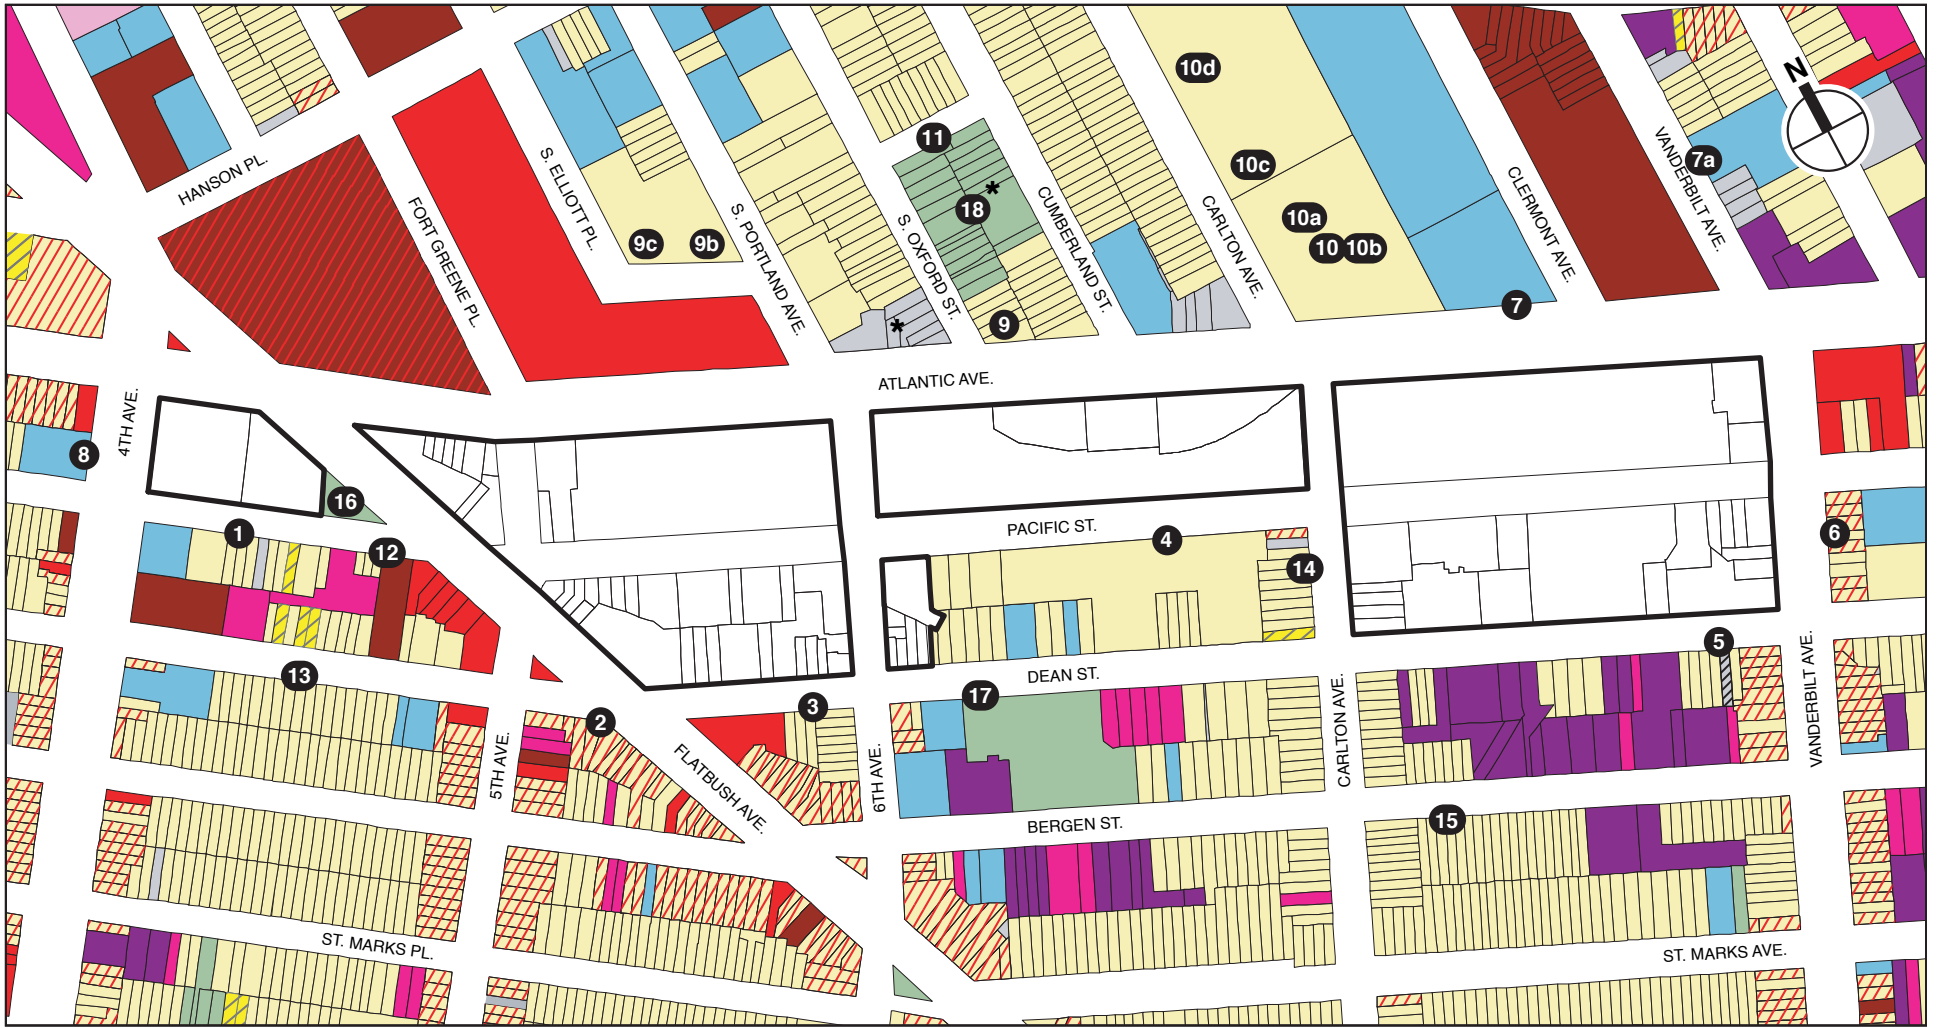 10d
N
11
7a
10c
HANSON PL.
S. ELLIOTT PL.
VANDERBILT AVE.
CLERMONT AVE.
18
*
10a
10
10b
9c
9b
FORT GREENE PL.
S. PORTLAND AVE.
S. OXFORD ST.
CUMBERLAND ST.
CARLTON AVE.
*
9
7
ATLANTIC AVE.
4TH AVE.
8
16
1
12
PACIFIC ST.
4
14
6
13
DEAN ST.
5
17
2
3
5TH AVE.
FLATBUSH AVE.
6TH AVE.
CARLTON AVE.
VANDERBILT AVE.
BERGEN ST.
15
ST. MARKS PL.
ST. MARKS AVE.